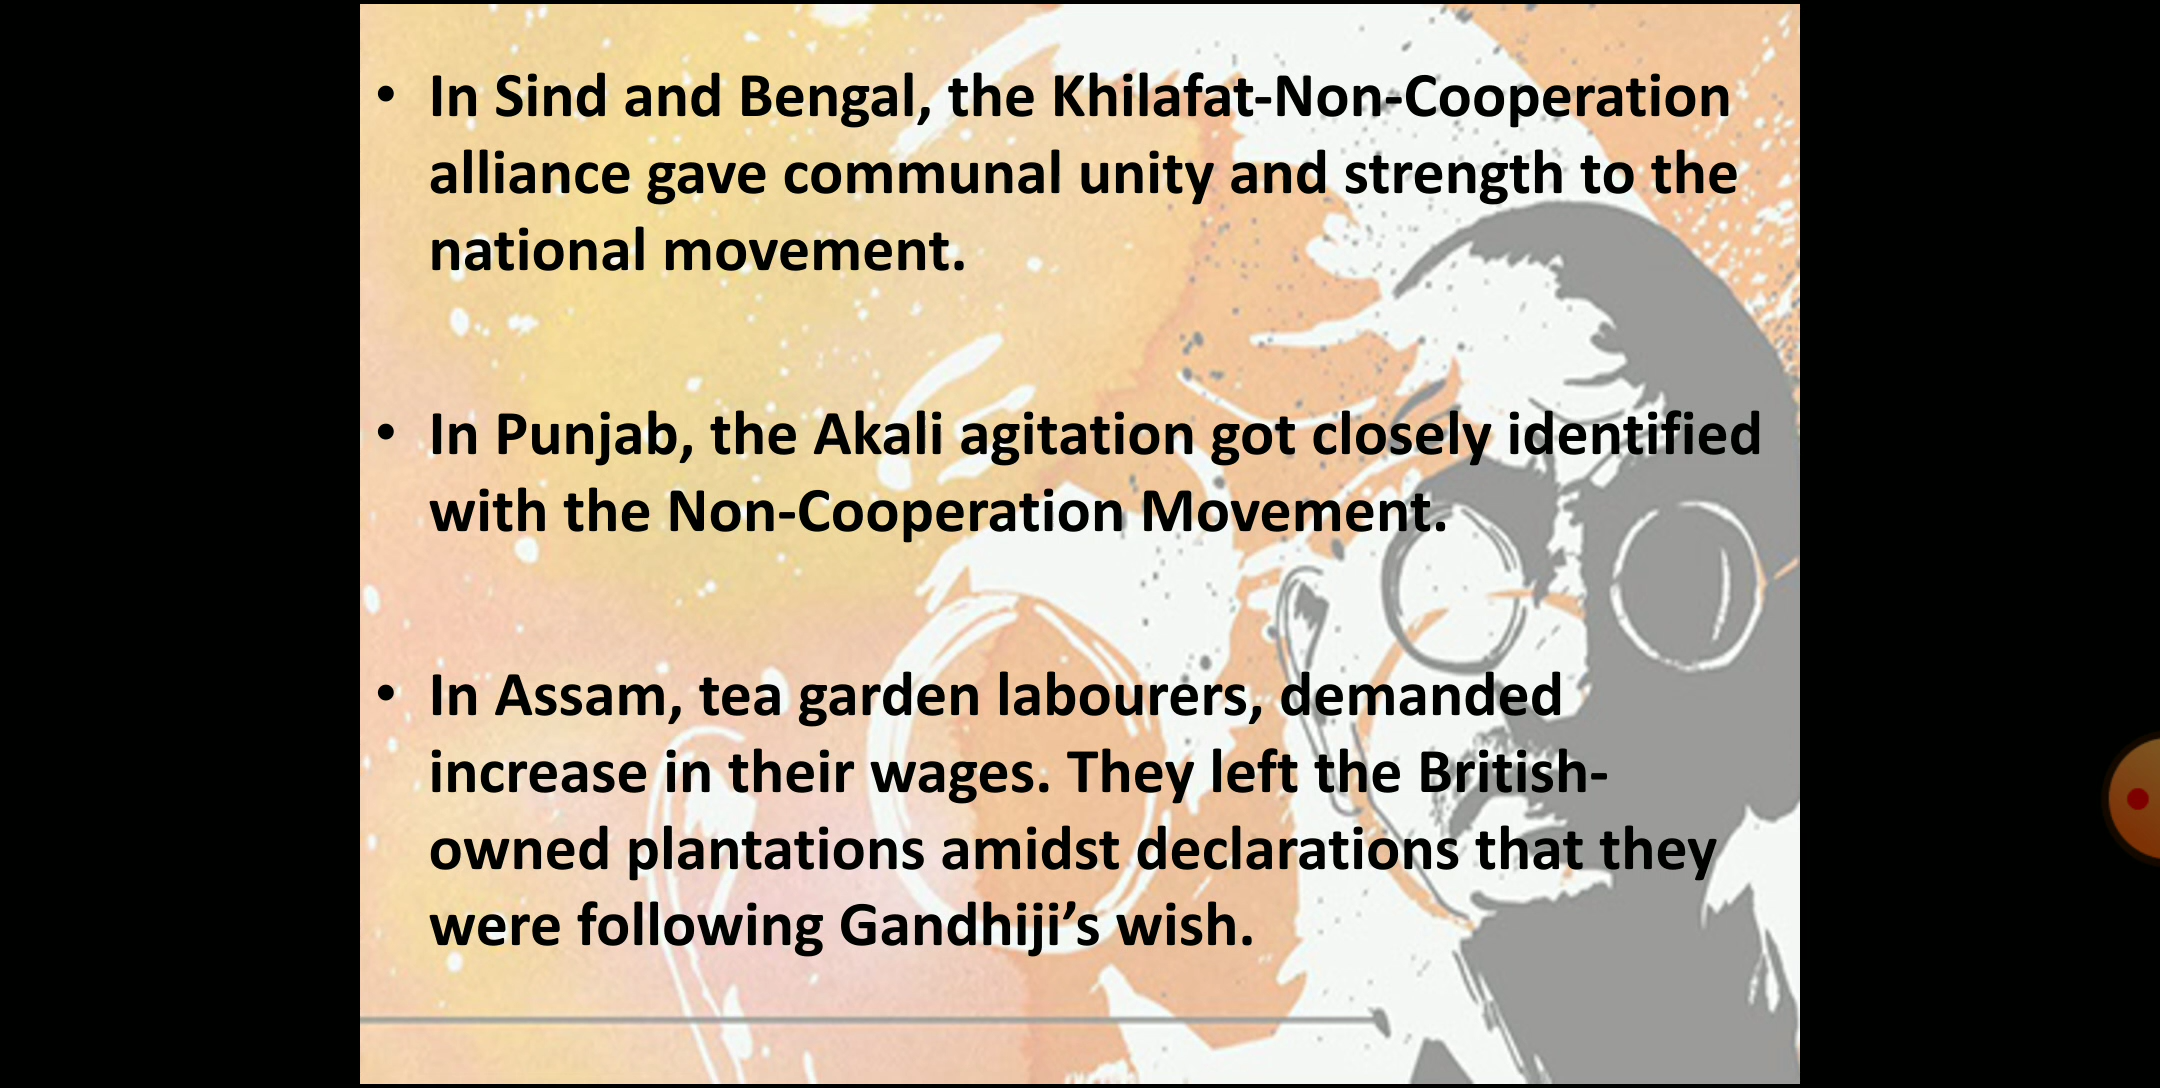 • In Sind and Bengal, the Khilafat-Non-Cooperation
alliance gave communal unity and strength to the
national movement.
• In Punjab, the Akali agitation got closely identified
with the Non-Cooperation Movement.
• In Assam, tea garden labourers, demanded
increase in their wages. They left the British-
owned plantations amidst declarations that they
were following Gandhiji’s wish.